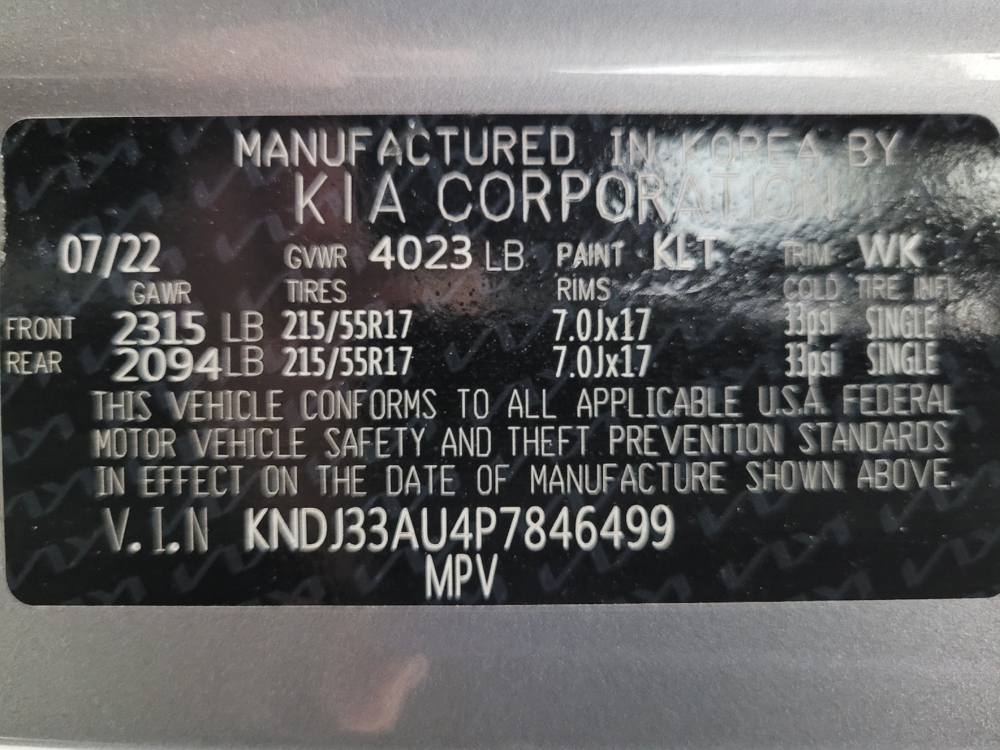 MANUFACTURED IN KOREA BY
KIA CORPORATION
07/22 GVWR 4023 LB PAINT KLT TRIM WK
GAWR TIRES RIMS COLD TIRE INFL
FRONT 2315 LB 215/55R17 7.0Jx17 33psi SINGLE
REAR 2094 LB 215/55R17 7.0Jx17 33psi SINGLE
THIS VEHICLE CONFORMS TO ALL APPLICABLE U.S.A. FEDERAL
MOTOR VEHICLE SAFETY AND THEFT PREVENTION STANDARDS
IN EFFECT ON THE DATE OF MANUFACTURE SHOWN ABOVE.
V.I.N KNDJ33AU4P7846499
MPV